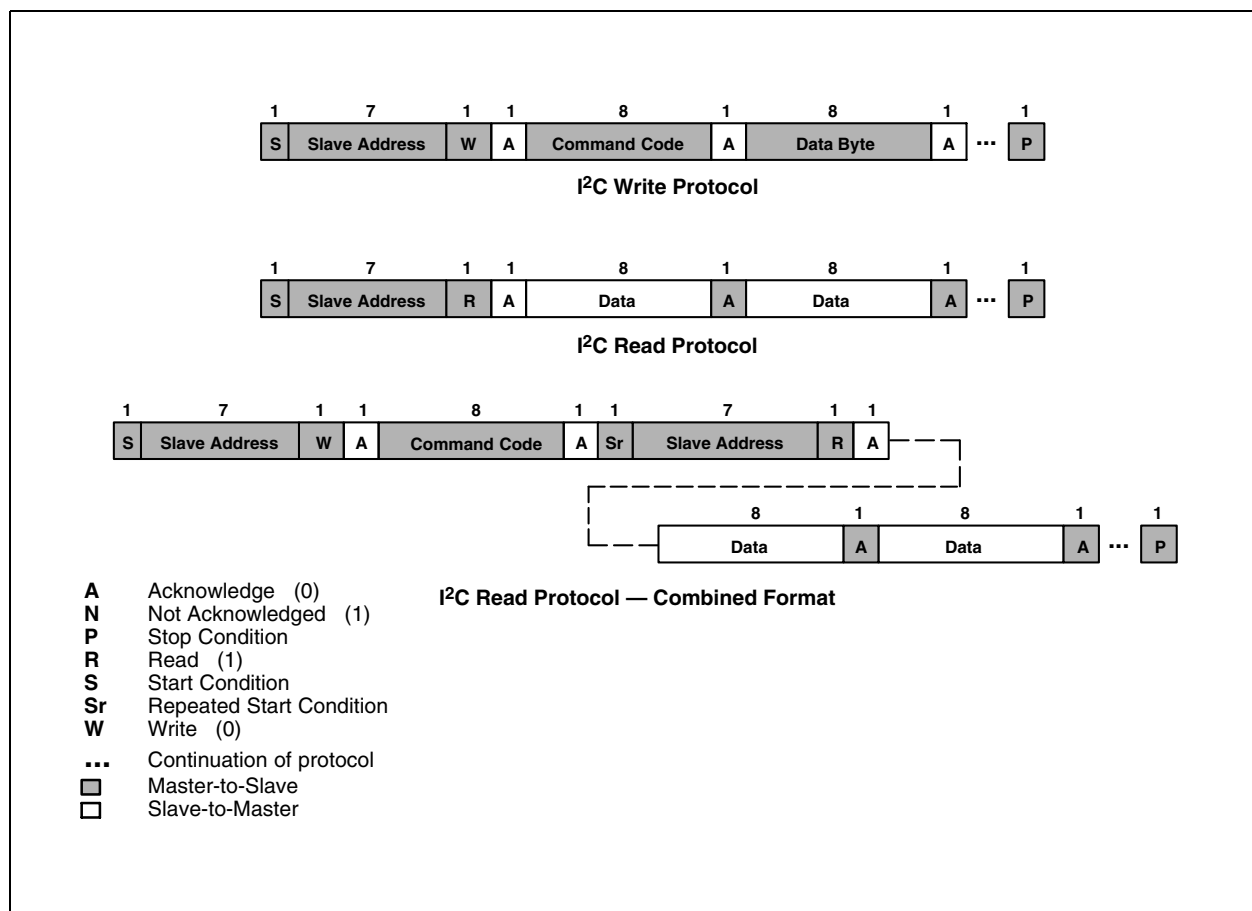 1 7 1 1 8 1 8 1 1
S Slave Address W A Command Code A Data Byte A ... P
I²C Write Protocol
1 7 1 1 8 1 8 1 1
S Slave Address R A Data A Data A ... P
I²C Read Protocol
1 7 1 1 8 1 1 7 1 1
S Slave Address W A Command Code A Sr Slave Address R A
8 1 8 1 1
Data A Data A ... P
I²C Read Protocol — Combined Format
A Acknowledge (0)
N Not Acknowledged (1)
P Stop Condition
R Read (1)
S Start Condition
Sr Repeated Start Condition
W Write (0)
... Continuation of protocol
Master-to-Slave
Slave-to-Master